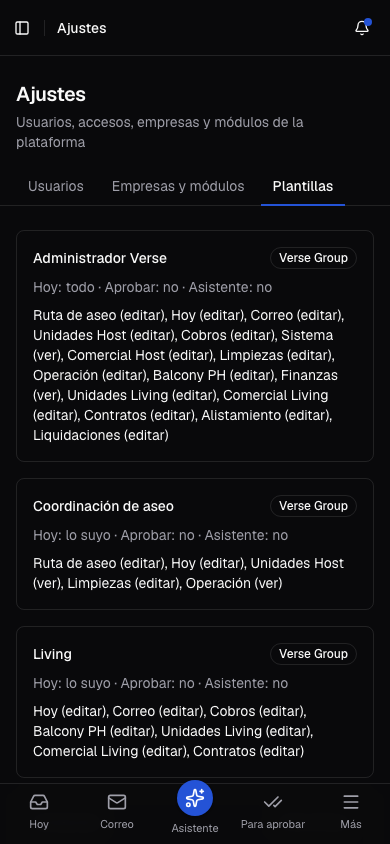 Ajustes
Ajustes
Usuarios, accesos, empresas y módulos de la
plataforma
Usuarios
Empresas y módulos
Plantillas
Administrador Verse
Verse Group
Hoy: todo · Aprobar: no · Asistente: no
Ruta de aseo (editar), Hoy (editar), Correo (editar),
Unidades Host (editar), Cobros (editar), Sistema
(ver), Comercial Host (editar), Limpiezas (editar),
Operación (editar), Balcony PH (editar), Finanzas
(ver), Unidades Living (editar), Comercial Living
(editar), Contratos (editar), Alistamiento (editar),
Liquidaciones (editar)
Coordinación de aseo
Verse Group
Hoy: lo suyo · Aprobar: no · Asistente: no
Ruta de aseo (editar), Hoy (editar), Unidades Host
(ver), Limpiezas (editar), Operación (ver)
Living
Verse Group
Hoy: lo suyo · Aprobar: no · Asistente: no
Hoy (editar), Correo (editar), Cobros (editar),
Balcony PH (editar), Unidades Living (editar),
Comercial Living (editar), Contratos (editar)
Hoy
Correo
Asistente
Para aprobar
Más